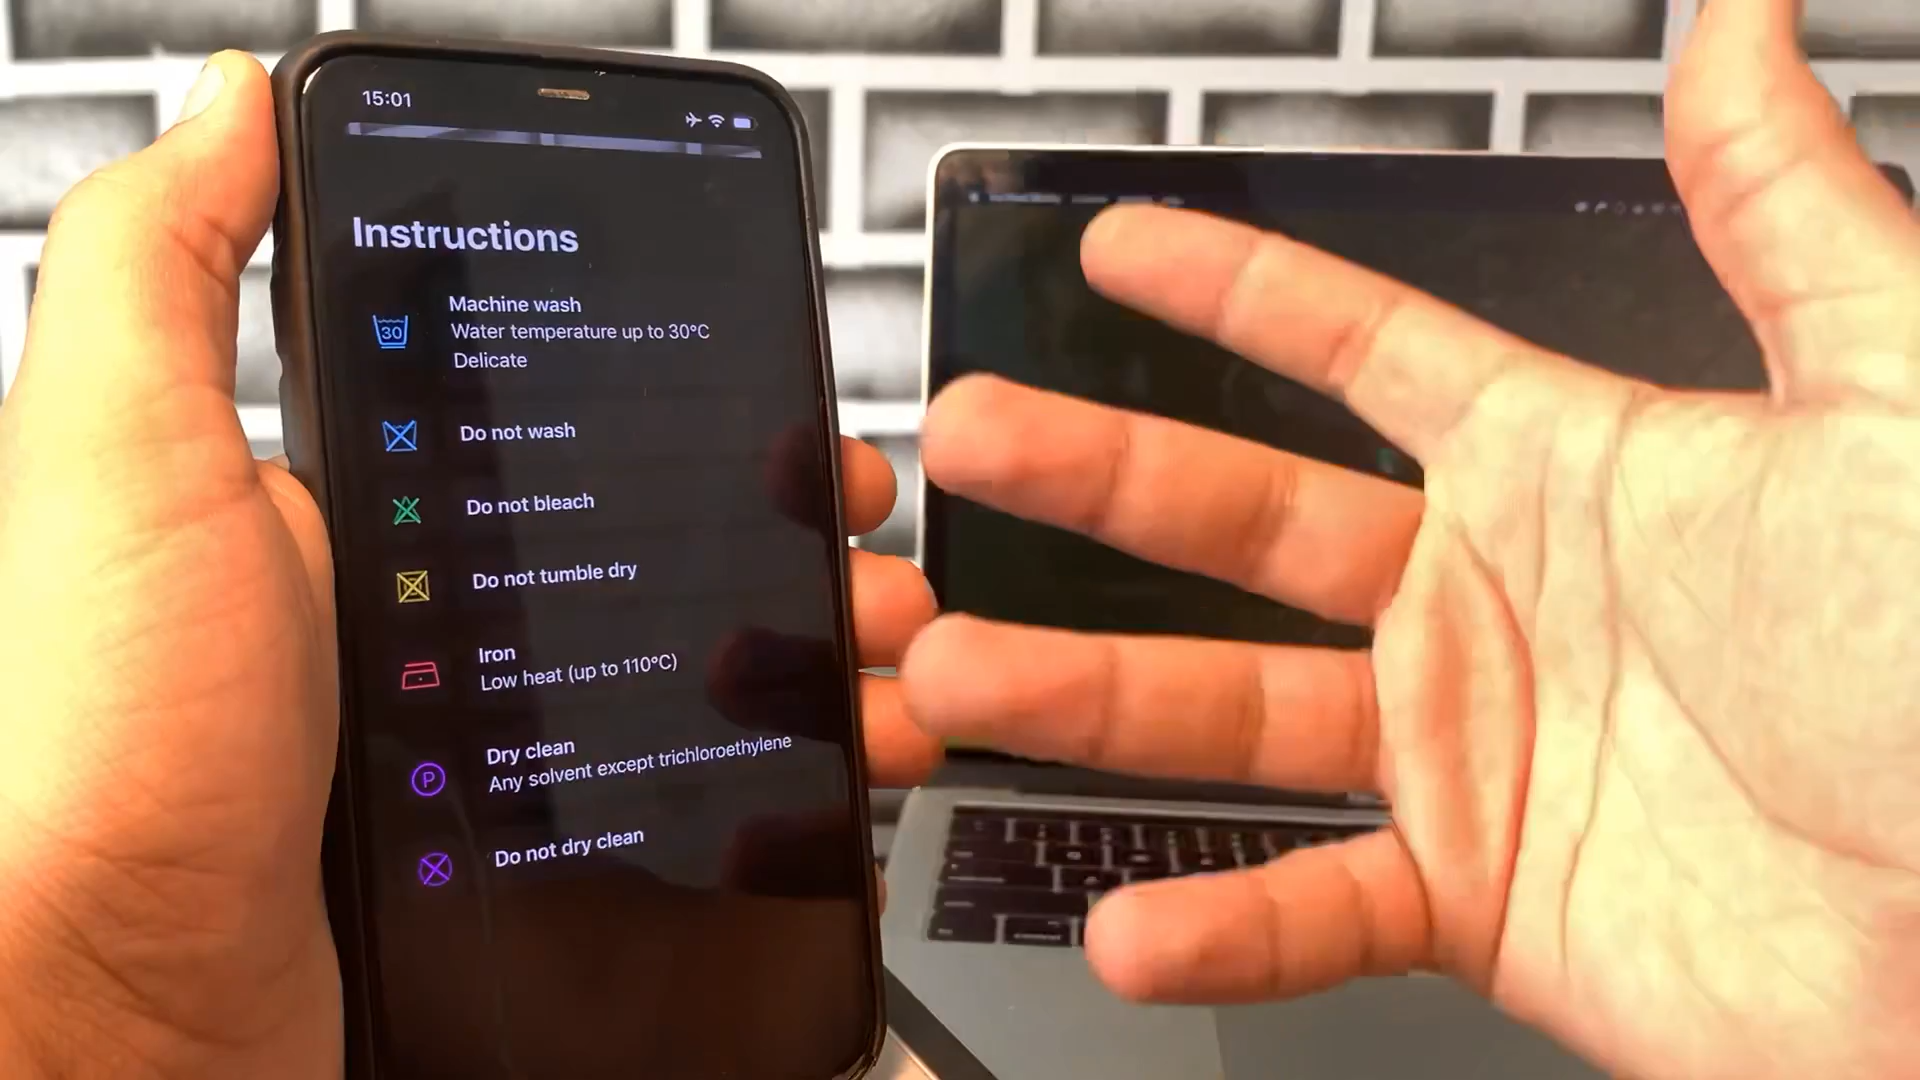 15:01
Instructions
30
Machine wash
Water temperature up to 30°C
Delicate
Do not wash
Do not bleach
Do not tumble dry
Iron
Low heat (up to 110°C)
P
Dry clean
Any solvent except trichloroethylene
Do not dry clean